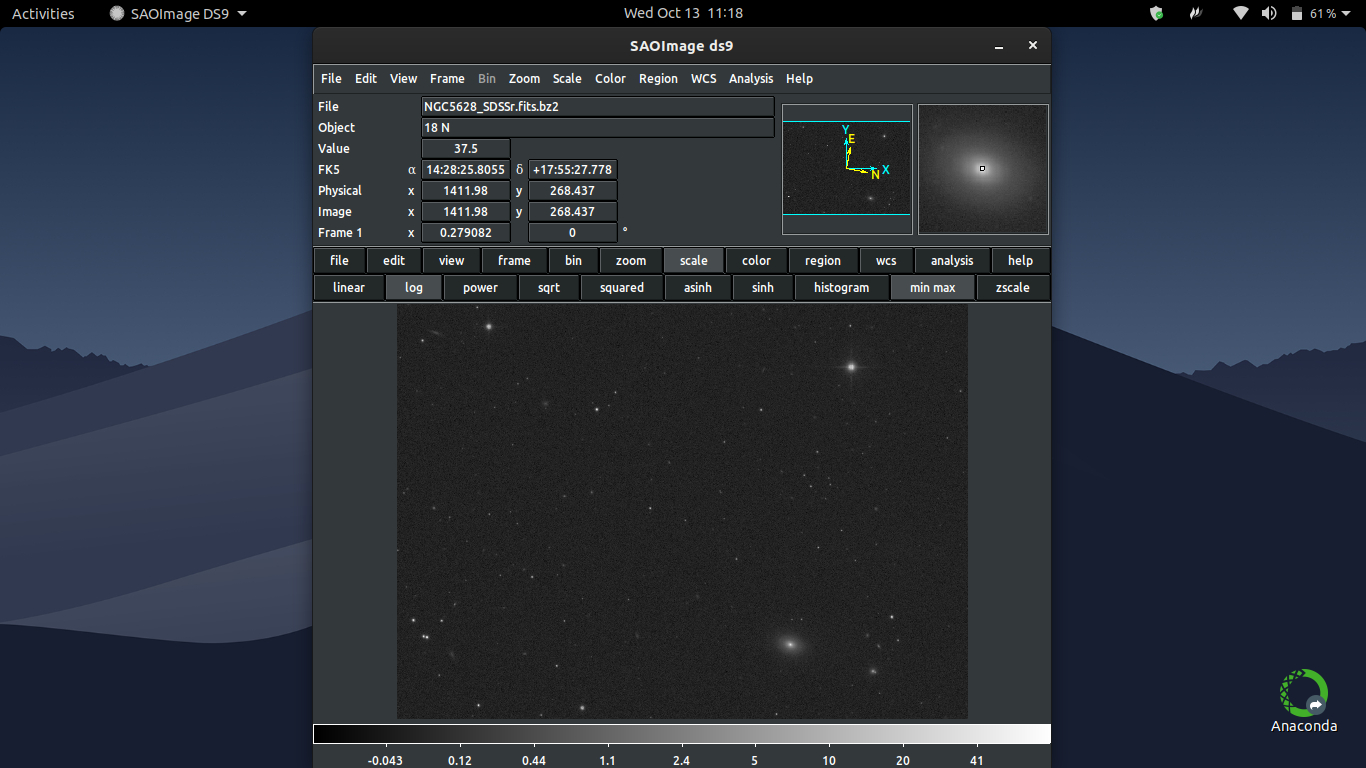 Activities SAOImage DS9 Wed Oct 13 11:18 61 %
SAOImage ds9
File Edit View Frame Bin Zoom Scale Color Region WCS Analysis Help
File NGC5628_SDSSr.fits.bz2
Object 18 N
Value 37.5
FK5 α 14:28:25.8055 δ +17:55:27.778
Physical x 1411.98 y 268.437
Image x 1411.98 y 268.437
Frame 1 x 0.279082 0 °
Y
E
X
N
file edit view frame bin zoom scale color region wcs analysis help
linear log power sqrt squared asinh sinh histogram min max zscale
Anaconda
-0.043 0.12 0.44 1.1 2.4 5 10 20 41